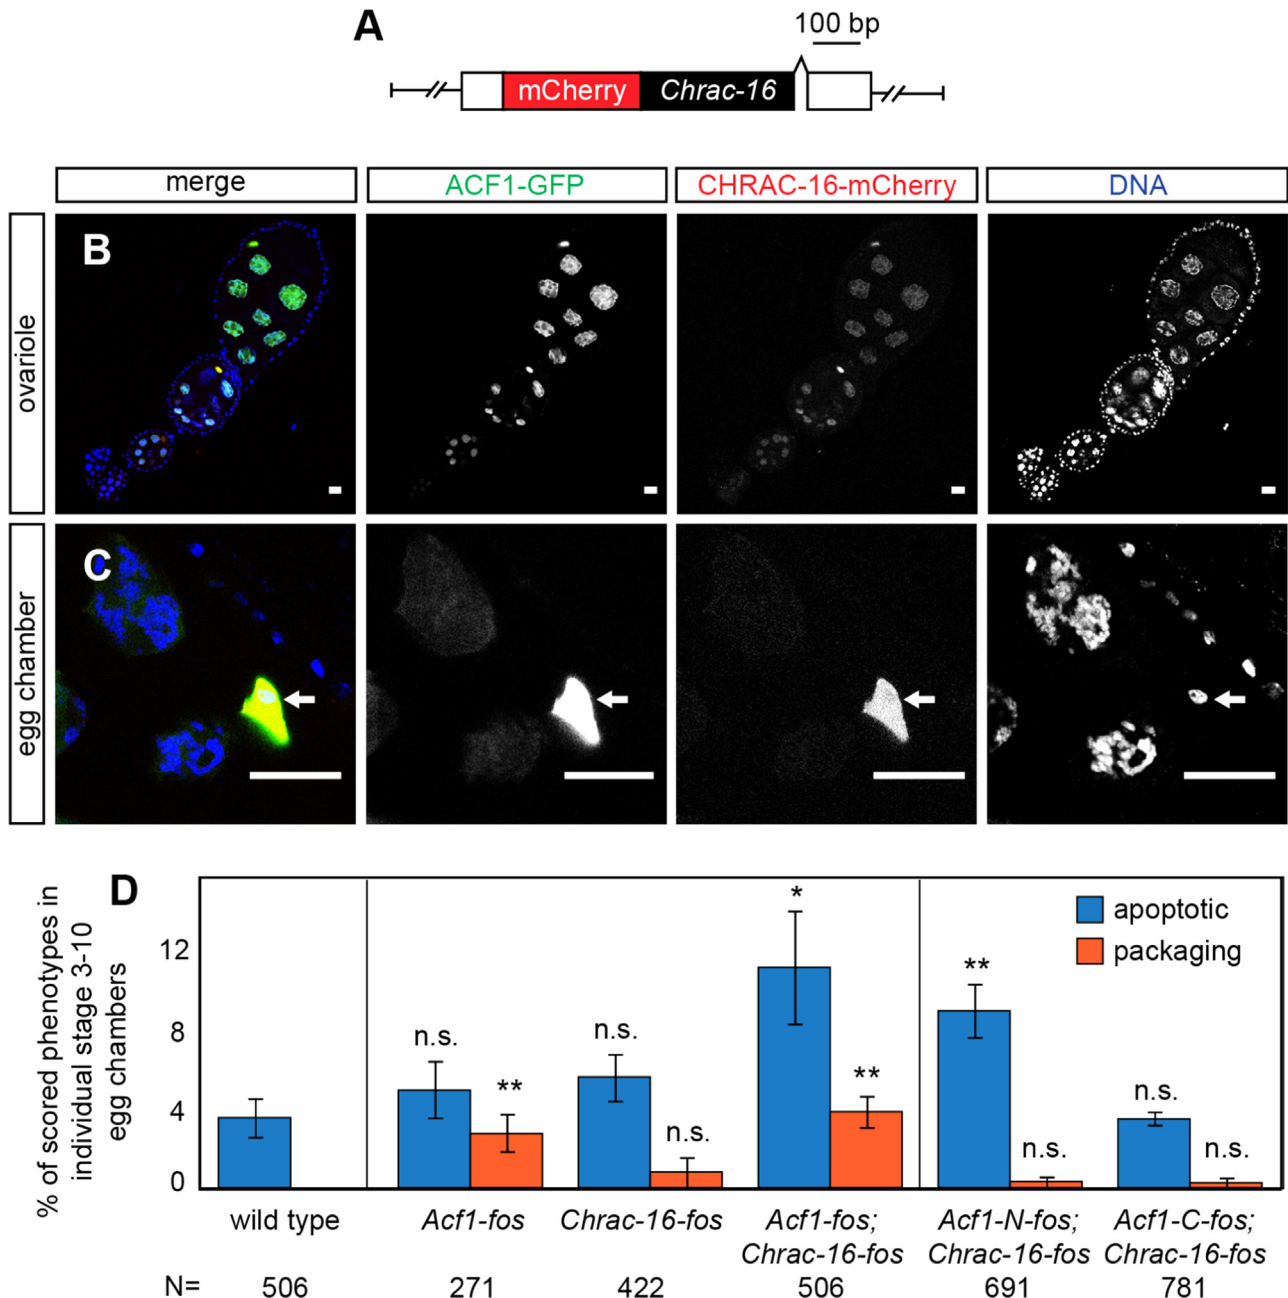 A
100 bp
mCherry
Chrac-16
merge
ACF1-GFP
CHRAC-16-mCherry
DNA
ovariole
B
egg chamber
C
D
% of scored phenotypes in
individual stage 3-10
egg chambers
12
8
4
0
apoptotic
packaging
n.s.
**
n.s.
n.s.
*
**
**
n.s.
n.s.
n.s.
wild type
Acf1-fos
Chrac-16-fos
Acf1-fos;
Chrac-16-fos
Acf1-N-fos;
Chrac-16-fos
Acf1-C-fos;
Chrac-16-fos
N= 506 271 422 506 691 781